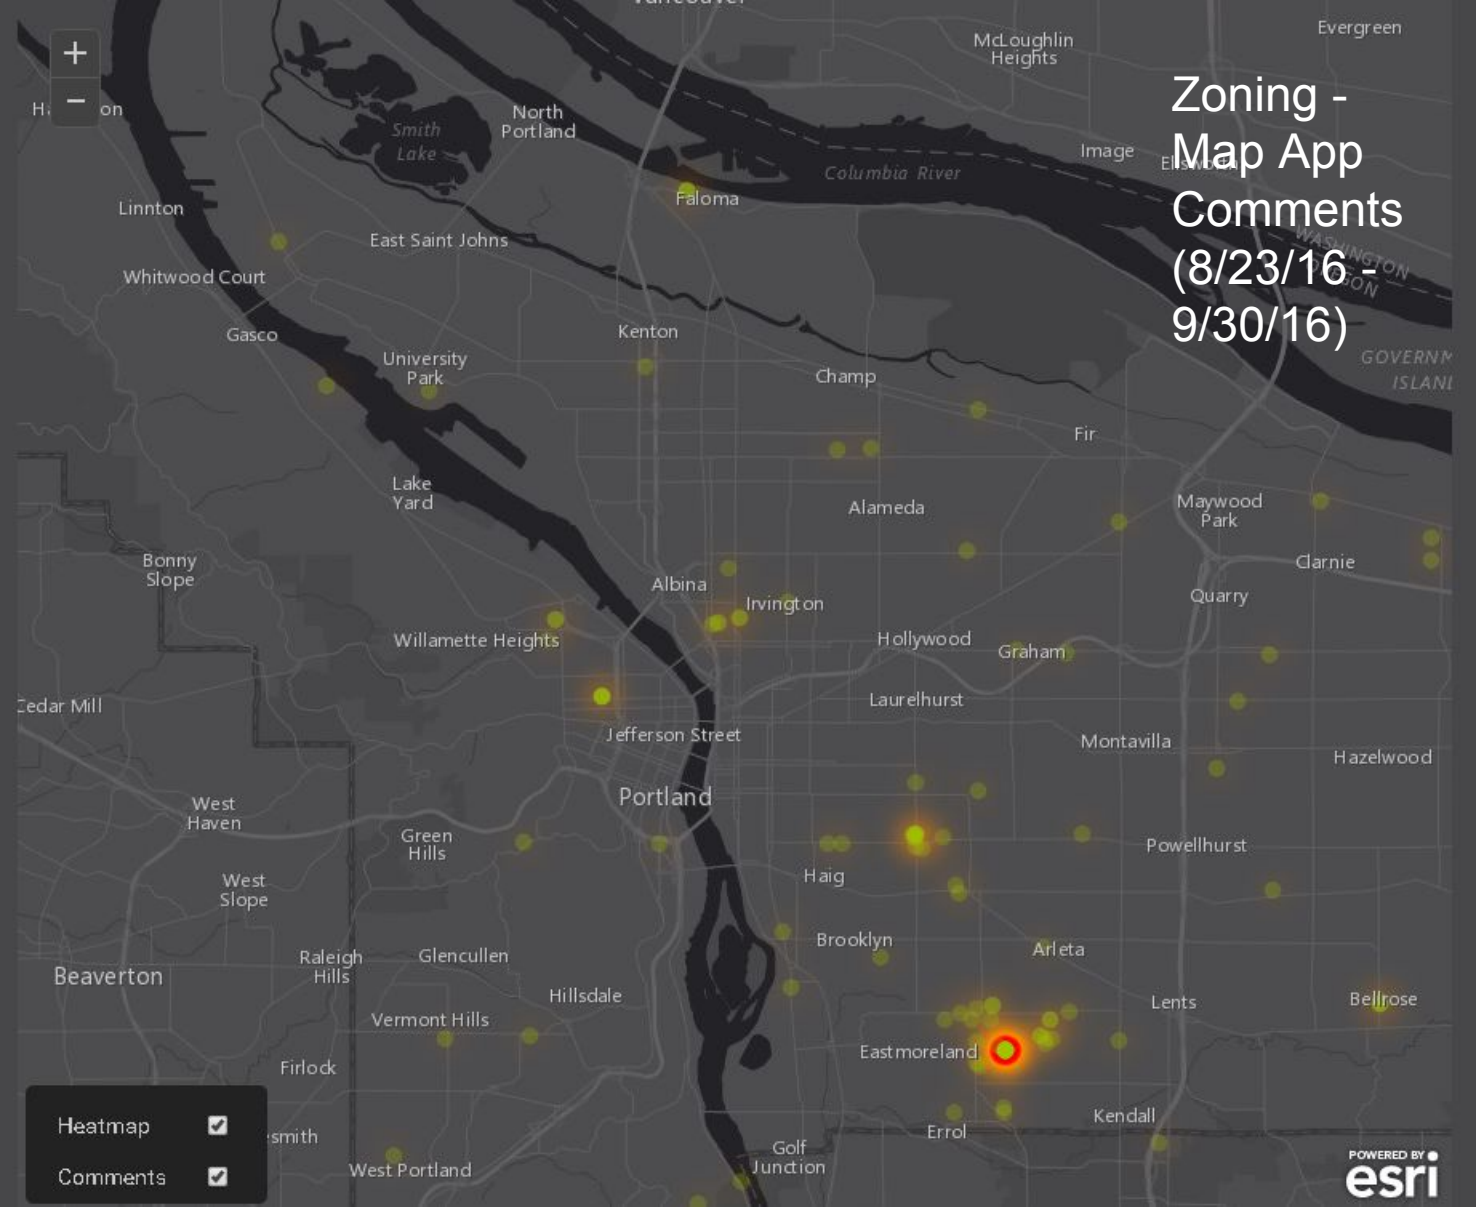 Evergreen
McLoughlin
Heights
Zoning -
Map App
Comments
(8/23/16 -
9/30/16)
North
Portland
Smith
Lake
Image
Columbia River
Faloma
Linnton
East Saint Johns
WASHINGTON
OREGON
Whitwood Court
Gasco
Kenton
University
Park
Champ
Fir
Lake
Yard
Alameda
Maywood
Park
Bonny
Slope
Clarnie
Albina
Irvington
Quarry
Willamette Heights
Hollywood
Graham
Cedar Mill
Laurelhurst
Jefferson Street
Montavilla
Hazelwood
Portland
West
Haven
Green
Hills
Powellhurst
Haig
West
Slope
Brooklyn
Arleta
Raleigh
Hills
Glencullen
Beaverton
Hillsdale
Lents
Bellrose
Vermont Hills
Eastmoreland
Firlock
Kendall
Errol
Heatmap
Comments
West Portland
Golf
Junction
POWERED BY
esri